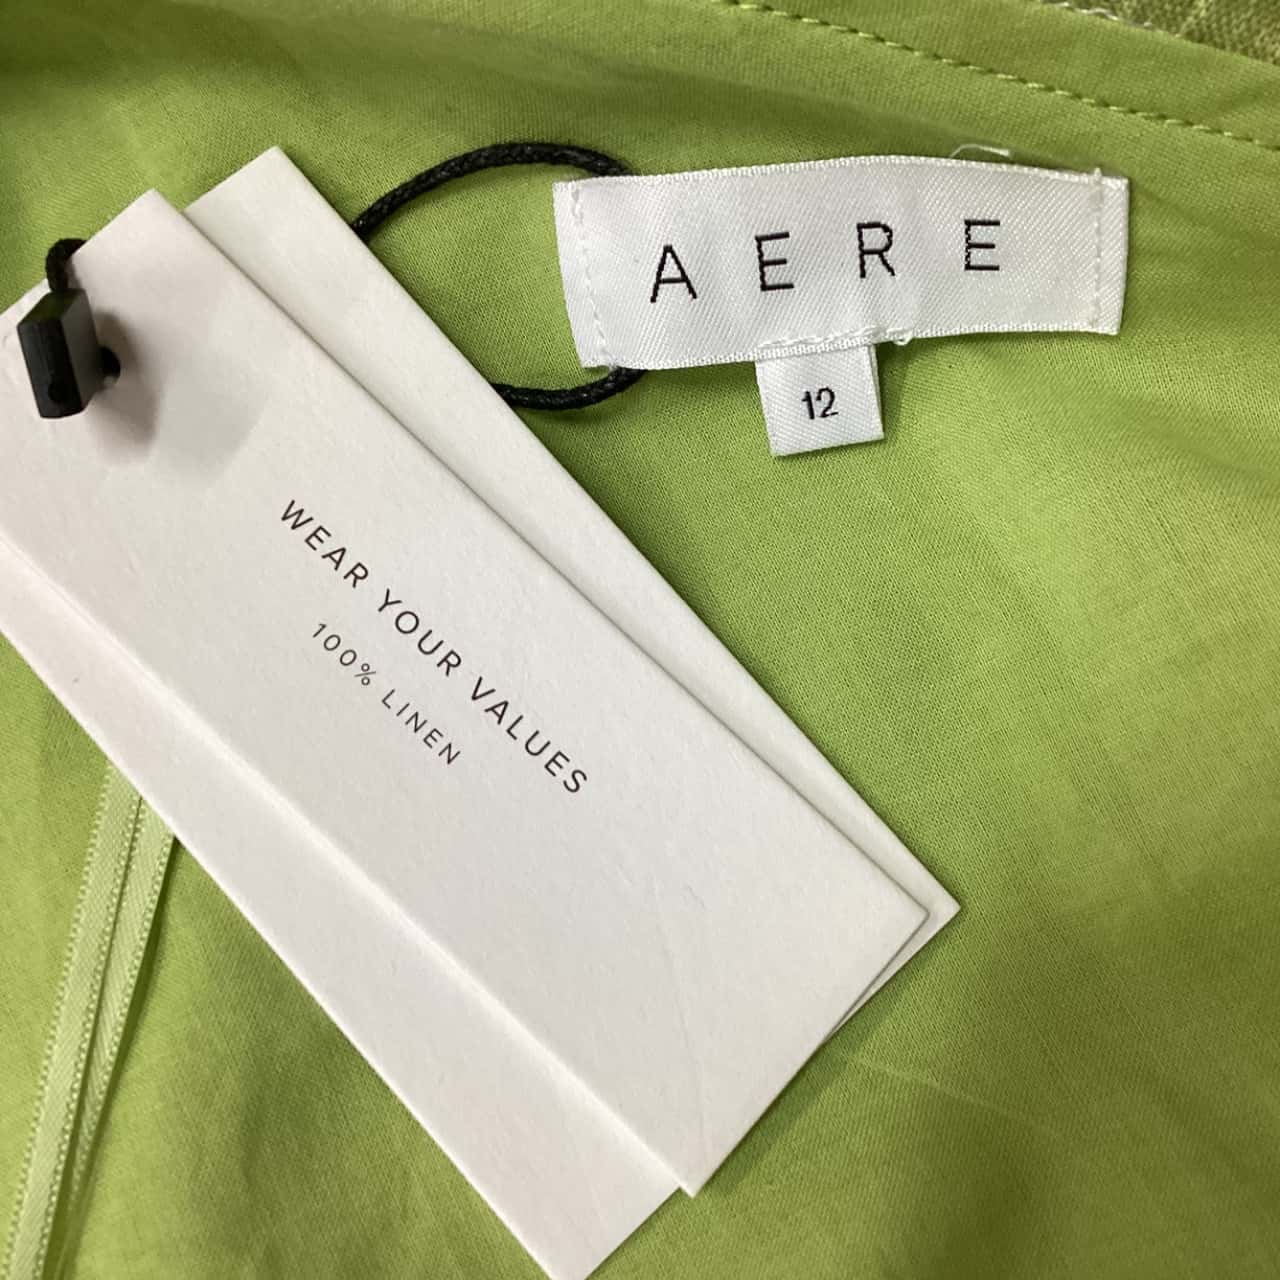 AERE
12
WEAR YOUR VALUES
100% LINEN